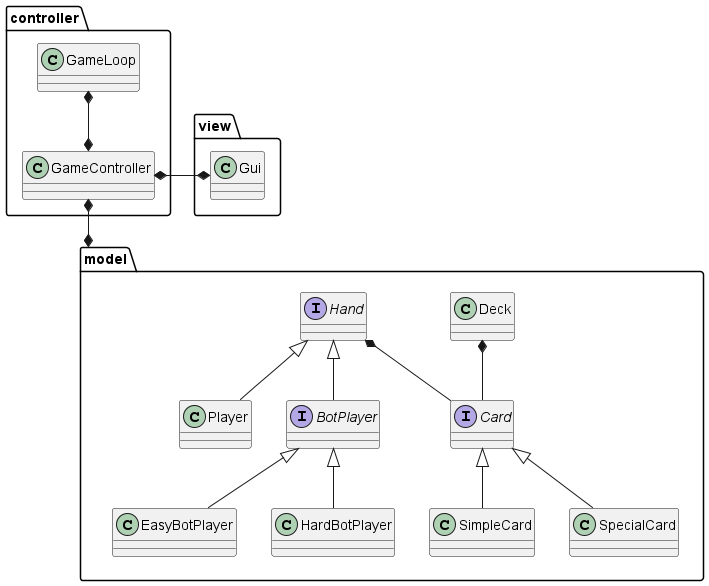 controller
C GameLoop
view
C GameController
C Gui
model
I Hand
C Deck
C Player
I BotPlayer
I Card
C EasyBotPlayer
C HardBotPlayer
C SimpleCard
C SpecialCard